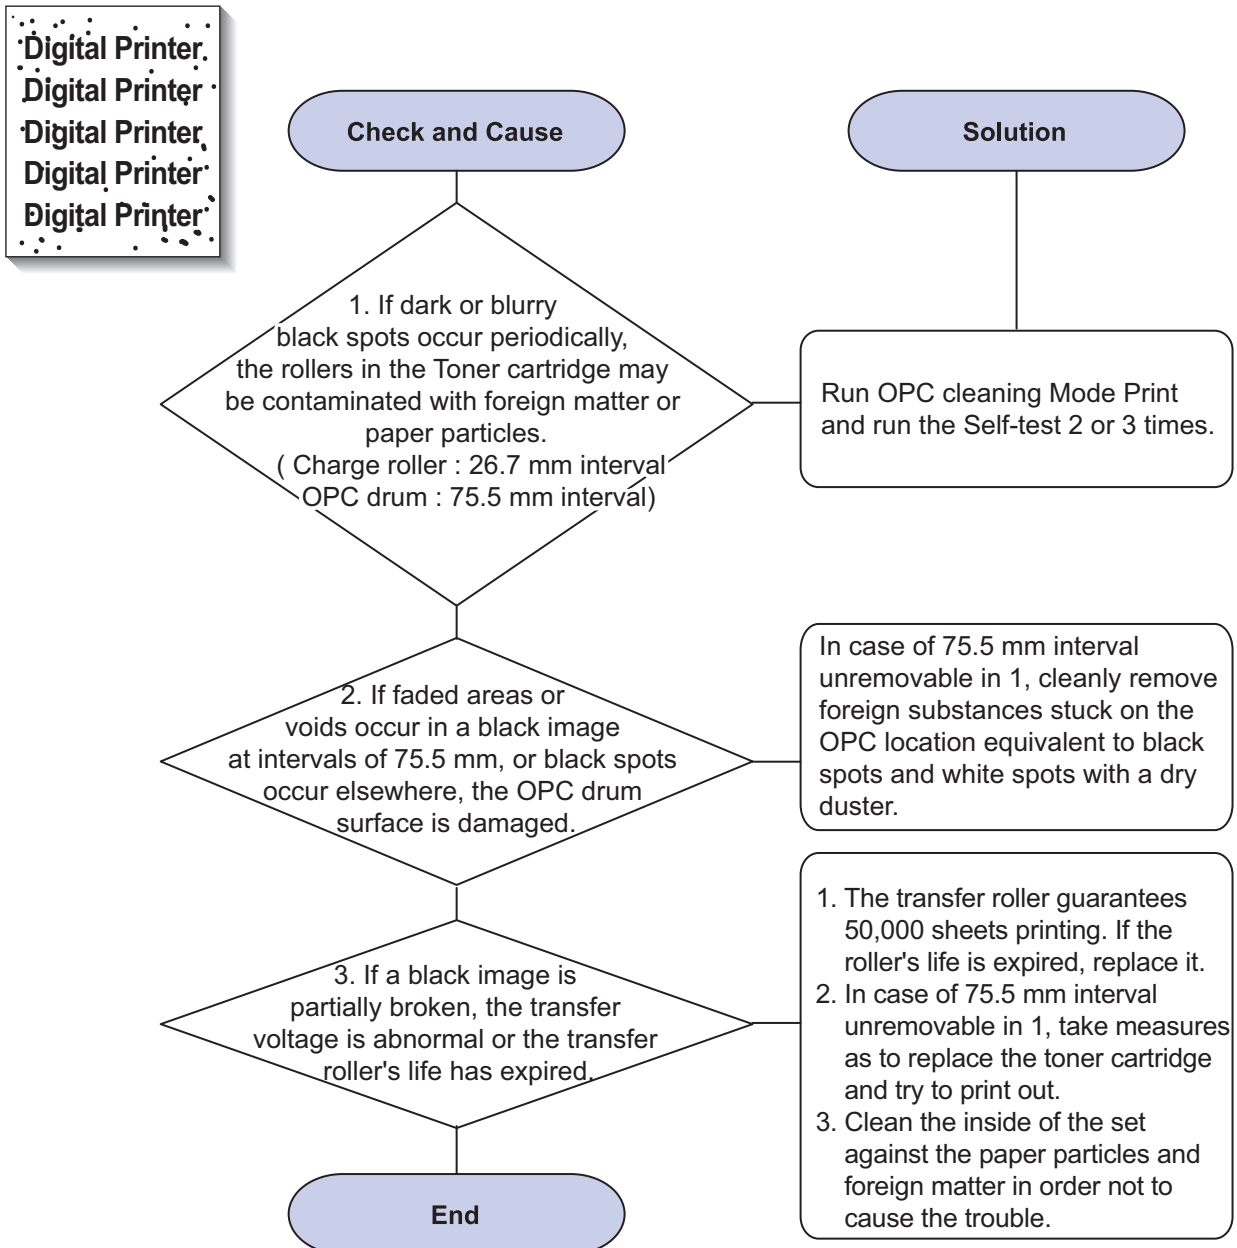 Digital Printer
Digital Printer
Digital Printer
Digital Printer
Digital Printer
Check and Cause
Solution
1. If dark or blurry
black spots occur periodically,
the rollers in the Toner cartridge may
be contaminated with foreign matter or
paper particles.
( Charge roller : 26.7 mm interval
OPC drum : 75.5 mm interval)
Run OPC cleaning Mode Print
and run the Self-test 2 or 3 times.
2. If faded areas or
voids occur in a black image
at intervals of 75.5 mm, or black spots
occur elsewhere, the OPC drum
surface is damaged.
In case of 75.5 mm interval
unremovable in 1, cleanly remove
foreign substances stuck on the
OPC location equivalent to black
spots and white spots with a dry
duster.
3. If a black image is
partially broken, the transfer
voltage is abnormal or the transfer
roller's life has expired.
1. The transfer roller guarantees
50,000 sheets printing. If the
roller's life is expired, replace it.
2. In case of 75.5 mm interval
unremovable in 1, take measures
as to replace the toner cartridge
and try to print out.
3. Clean the inside of the set
against the paper particles and
foreign matter in order not to
cause the trouble.
End